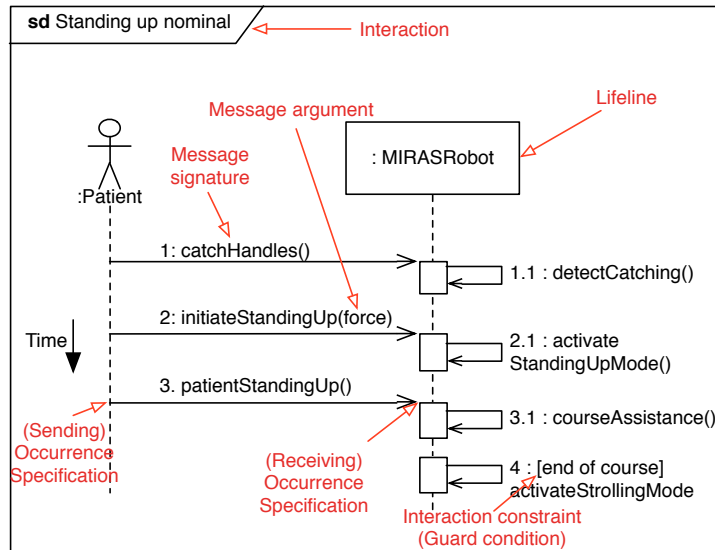 sd Standing up nominal
Interaction
Message argument
Lifeline
Message
signature
: MIRASRobot
:Patient
1: catchHandles()
1.1 : detectCatching()
2: initiateStandingUp(force)
Time
2.1 : activate
StandingUpMode()
3. patientStandingUp()
3.1 : courseAssistance()
(Sending)
Occurrence
Specification
(Receiving)
Occurrence
Specification
4 : [end of course]
activateStrollingMode
Interaction constraint
(Guard condition)